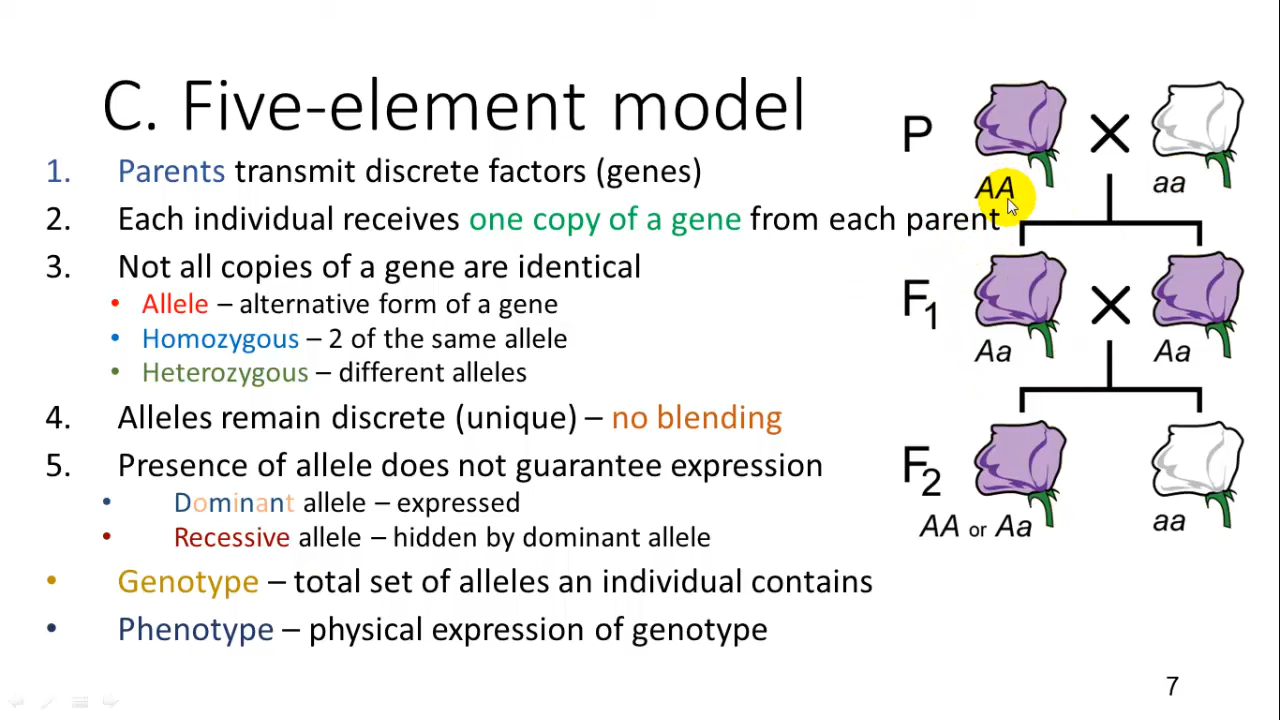 C. Five-element model
1. Parents transmit discrete factors (genes)
2. Each individual receives one copy of a gene from each parent
3. Not all copies of a gene are identical
• Allele – alternative form of a gene
• Homozygous – 2 of the same allele
• Heterozygous – different alleles
4. Alleles remain discrete (unique) – no blending
5. Presence of allele does not guarantee expression
• Dominant allele – expressed
• Recessive allele – hidden by dominant allele
• Genotype – total set of alleles an individual contains
• Phenotype – physical expression of genotype
P
AA
aa
F1
Aa
Aa
F2
AA or Aa
aa
7